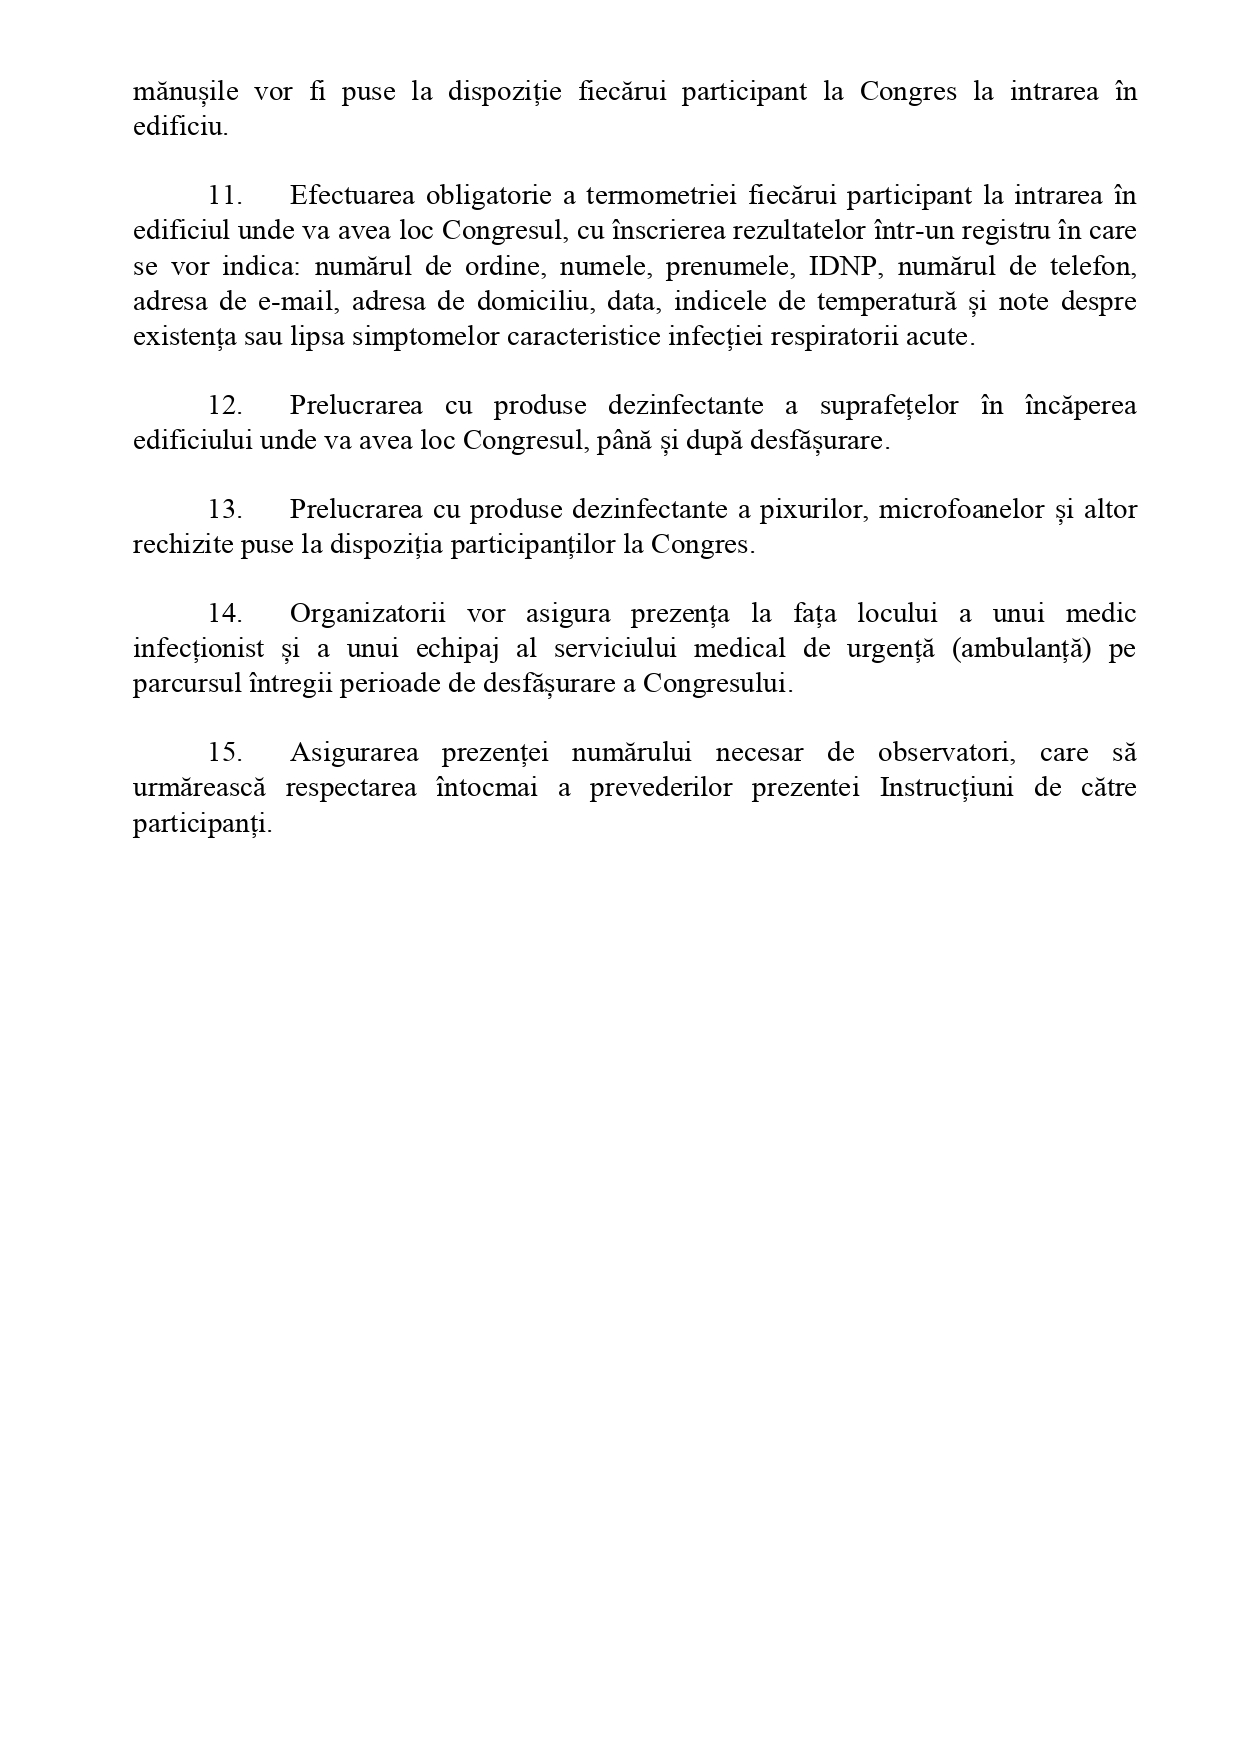 mănușile vor fi puse la dispoziție fiecărui participant la Congres la intrarea în
edificiu.
11. Efectuarea obligatorie a termometriei fiecărui participant la intrarea în
edificiul unde va avea loc Congresul, cu înscrierea rezultatelor într-un registru în care
se vor indica: numărul de ordine, numele, prenumele, IDNP, numărul de telefon,
adresa de e-mail, adresa de domiciliu, data, indicele de temperatură și note despre
existența sau lipsa simptomelor caracteristice infecției respiratorii acute.
12. Prelucrarea cu produse dezinfectante a suprafețelor în încăperea
edificiului unde va avea loc Congresul, până și după desfășurare.
13. Prelucrarea cu produse dezinfectante a pixurilor, microfoanelor și altor
rechizite puse la dispoziția participanților la Congres.
14. Organizatorii vor asigura prezența la fața locului a unui medic
infecționist și a unui echipaj al serviciului medical de urgență (ambulanță) pe
parcursul întregii perioade de desfășurare a Congresului.
15. Asigurarea prezenței numărului necesar de observatori, care să
urmărească respectarea întocmai a prevederilor prezentei Instrucțiuni de către
participanți.